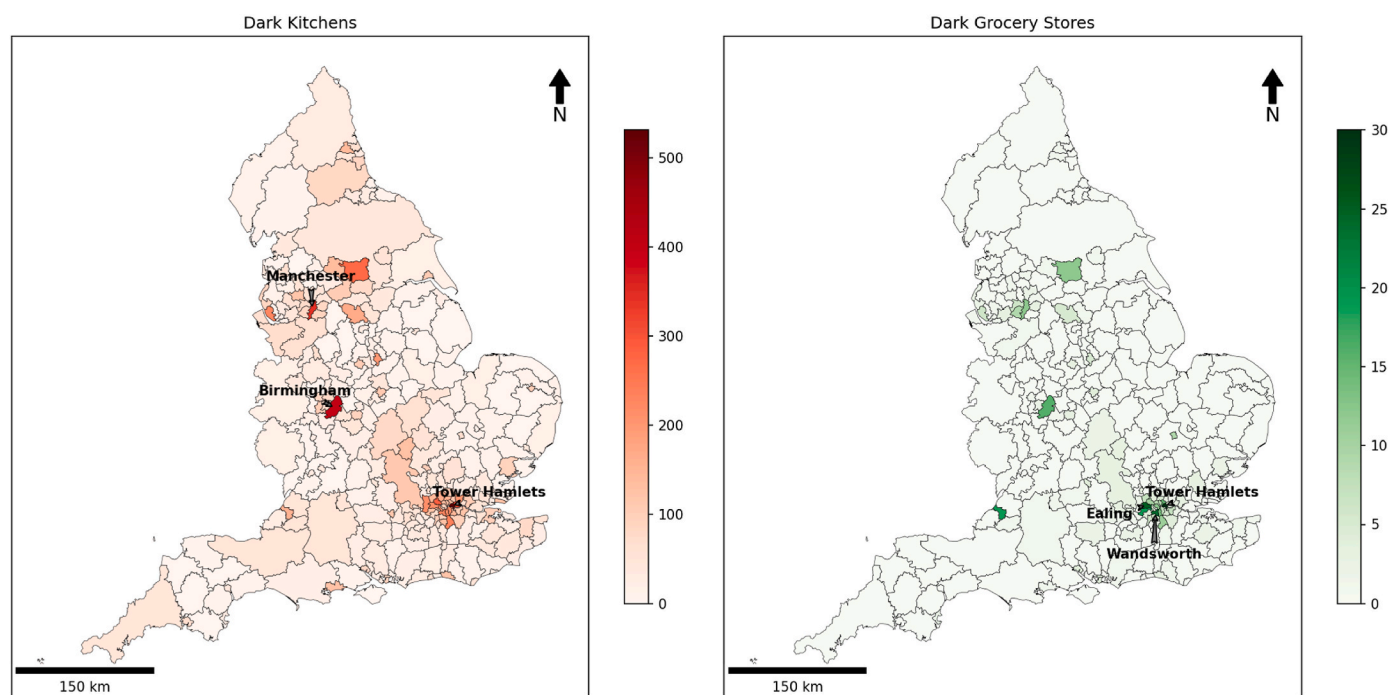 Dark Kitchens
N
Manchester
Birmingham
Tower Hamlets
150 km
500
400
300
200
100
0
Dark Grocery Stores
N
Tower Hamlets
Ealing
Wandsworth
150 km
30
25
20
15
10
5
0